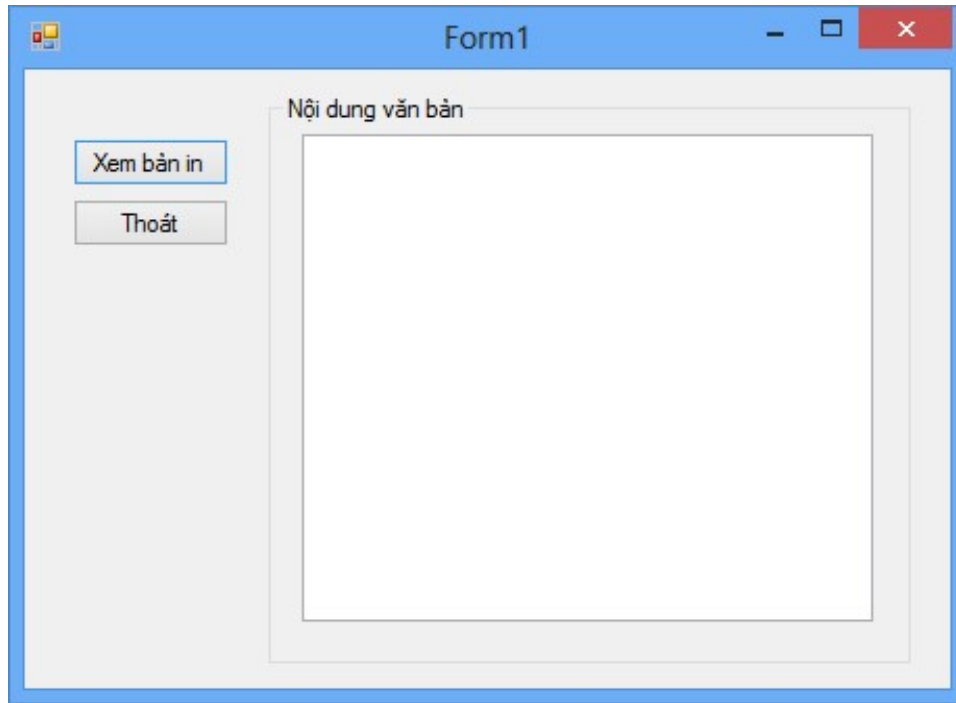 Form1
Nội dung văn bản
Xem bản in
Thoát